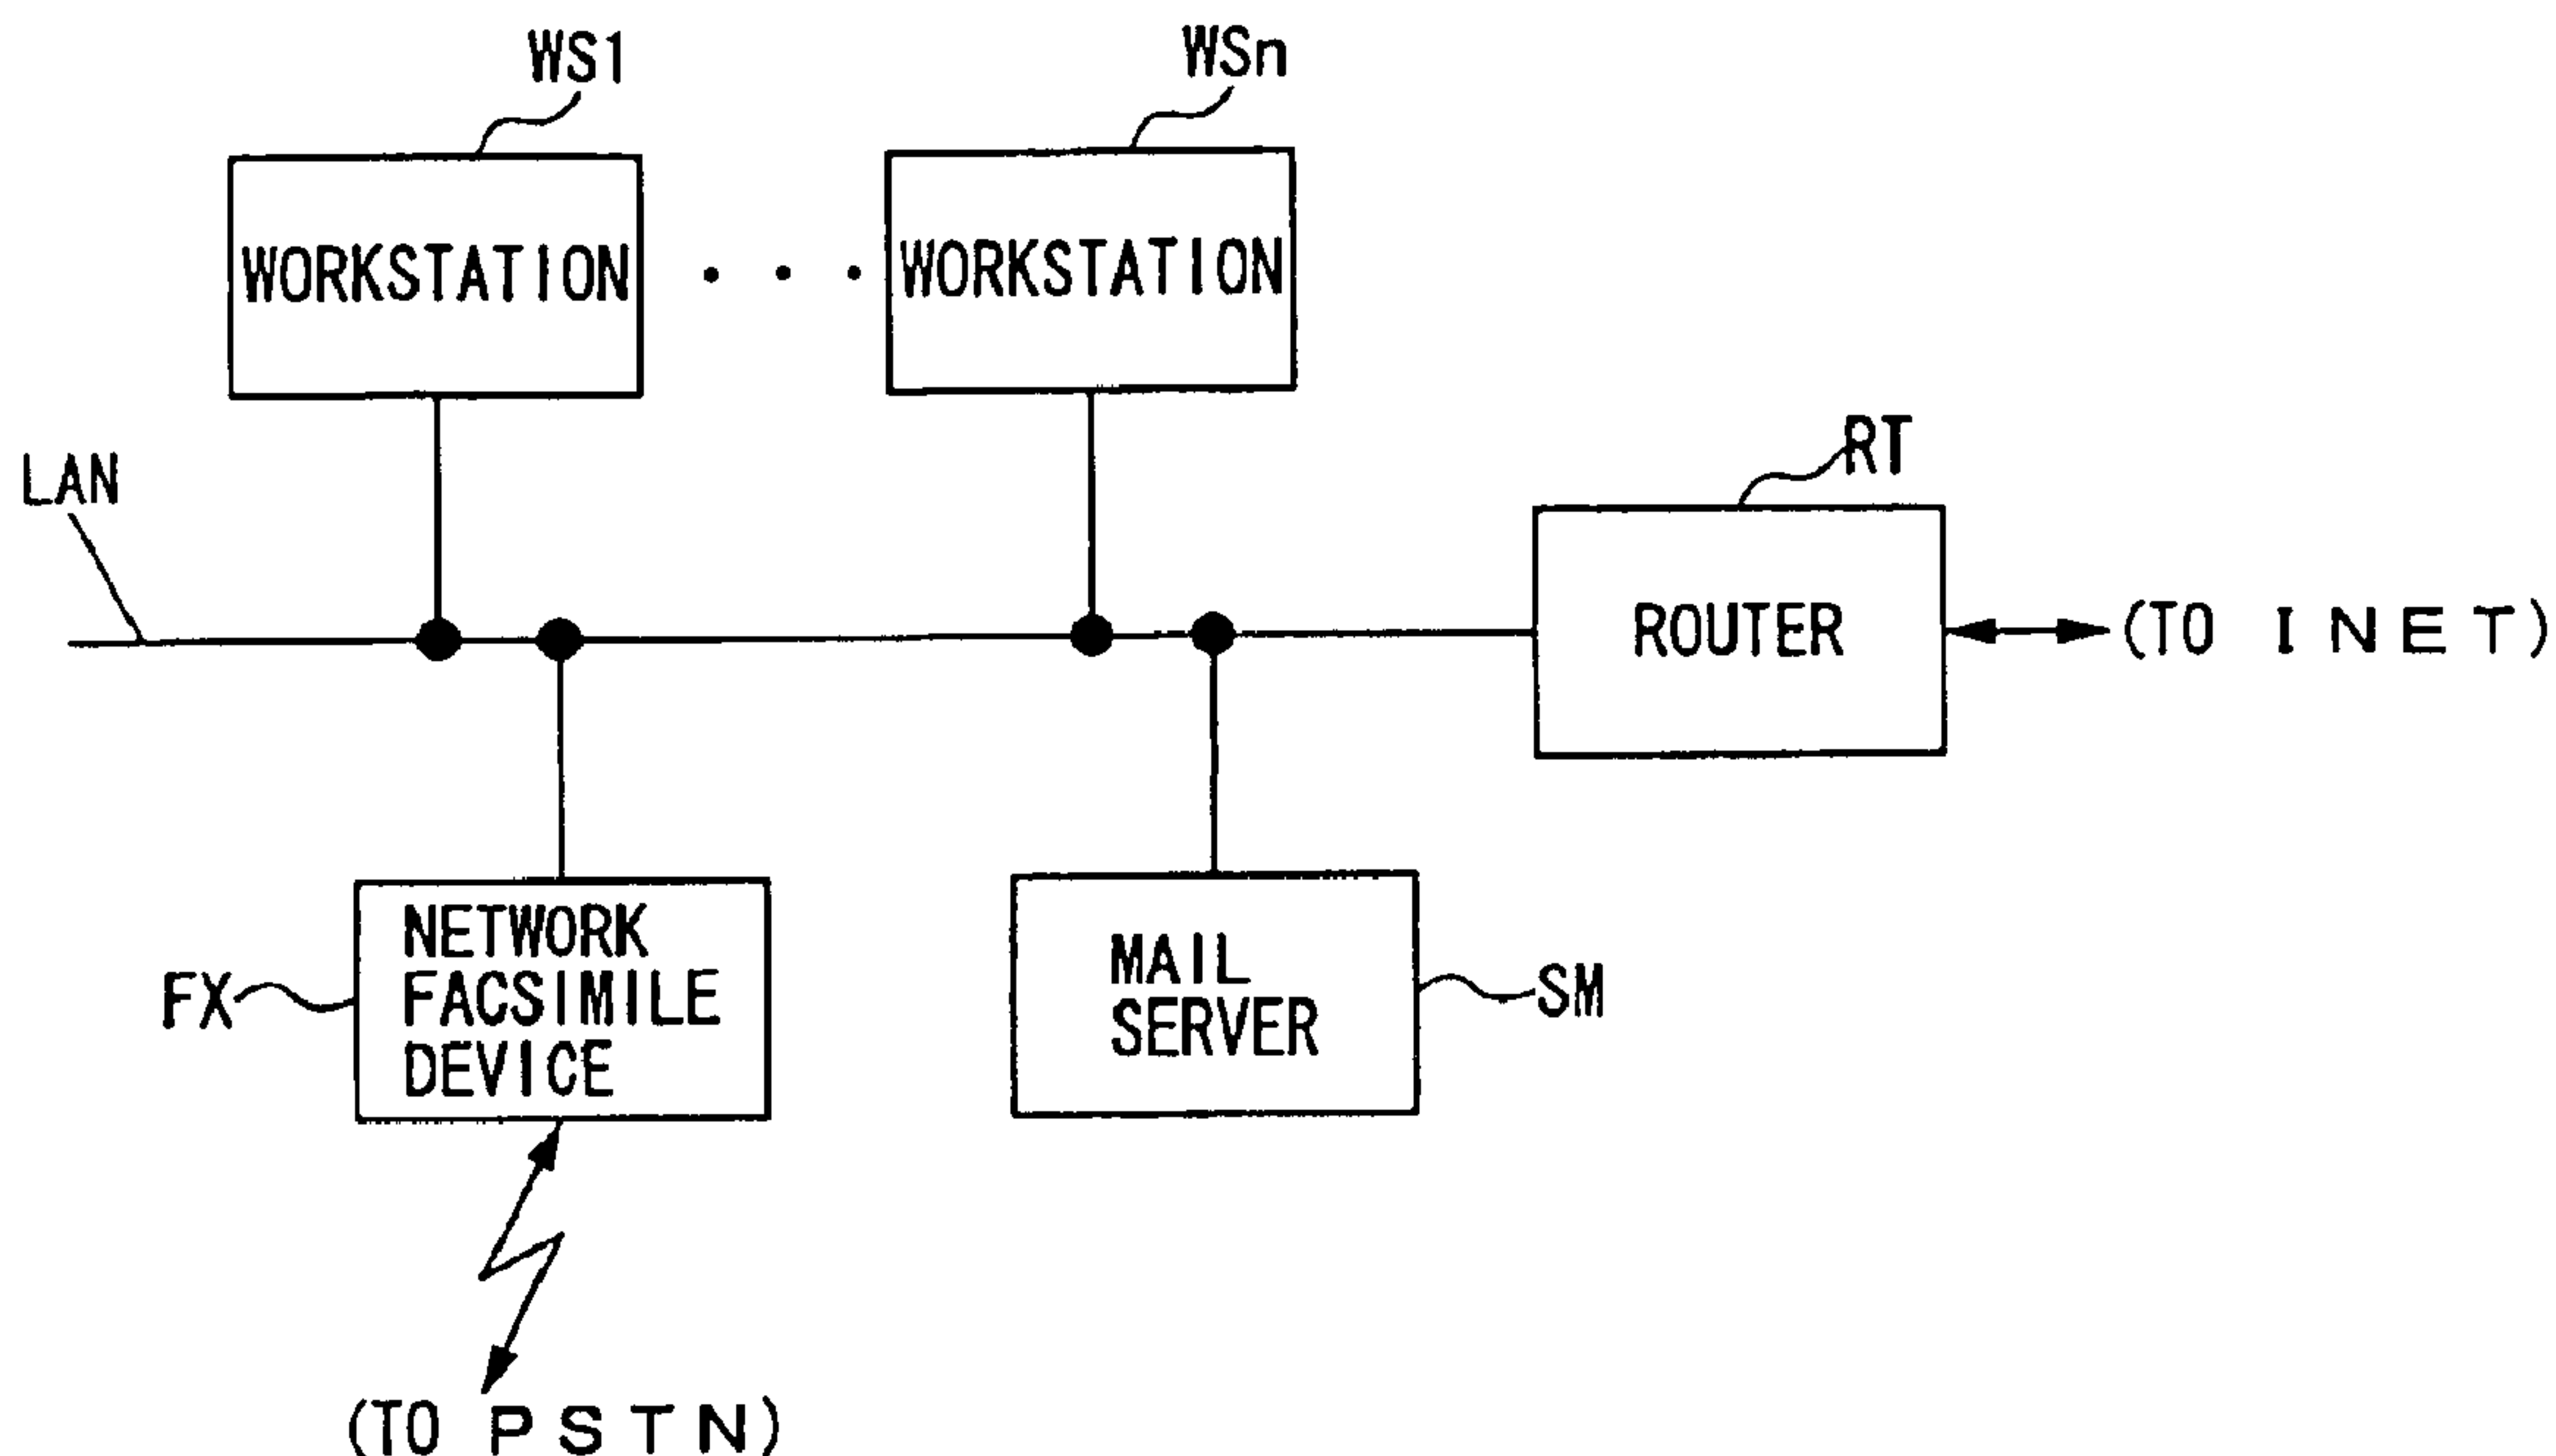 WS1
WSn
WORKSTATION
. . .
WORKSTATION
LAN
RT
ROUTER
(TO INET)
NETWORK
FACSIMILE
DEVICE
FX
MAIL
SERVER
SM
(TO PSTN)